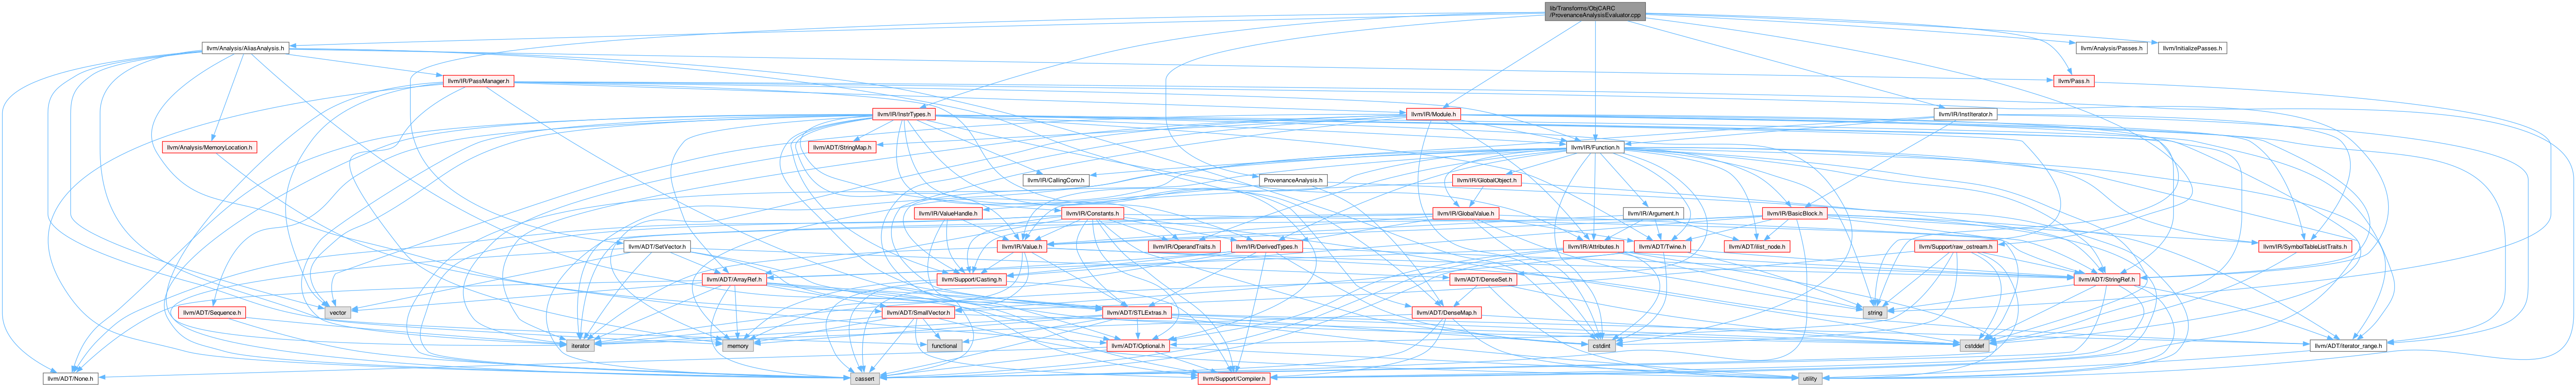 lib/Transforms/ObjCARC
/ProvenanceAnalysisEvaluator.cpp
llvm/Analysis/AliasAnalysis.h
llvm/Analysis/Passes.h
llvm/InitializePasses.h
llvm/IR/PassManager.h
llvm/Pass.h
llvm/IR/InstrTypes.h
llvm/IR/Module.h
llvm/IR/InstIterator.h
llvm/Analysis/MemoryLocation.h
llvm/ADT/StringMap.h
llvm/IR/Function.h
llvm/IR/CallingConv.h
ProvenanceAnalysis.h
llvm/IR/GlobalObject.h
llvm/IR/ValueHandle.h
llvm/IR/Constants.h
llvm/IR/GlobalValue.h
llvm/IR/Argument.h
llvm/IR/BasicBlock.h
llvm/ADT/SetVector.h
llvm/IR/Value.h
llvm/IR/OperandTraits.h
llvm/IR/DerivedTypes.h
llvm/IR/Attributes.h
llvm/ADT/Twine.h
llvm/ADT/ilist_node.h
llvm/Support/raw_ostream.h
llvm/IR/SymbolTableListTraits.h
llvm/ADT/ArrayRef.h
llvm/Support/Casting.h
llvm/ADT/DenseSet.h
llvm/ADT/StringRef.h
llvm/ADT/Sequence.h
vector
llvm/ADT/SmallVector.h
llvm/ADT/STLExtras.h
llvm/ADT/DenseMap.h
string
iterator
memory
functional
llvm/ADT/Optional.h
cstdint
cstddef
llvm/ADT/iterator_range.h
llvm/ADT/None.h
cassert
llvm/Support/Compiler.h
utility